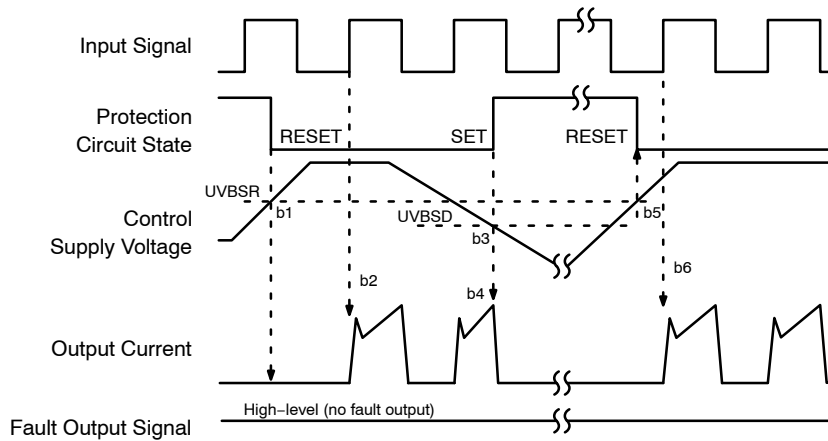 Input Signal
Protection
Circuit State
RESET
SET
RESET
UVBSR
b1
UVBSD
b3
b5
Control
Supply Voltage
b2
b4
b6
Output Current
High−level (no fault output)
Fault Output Signal